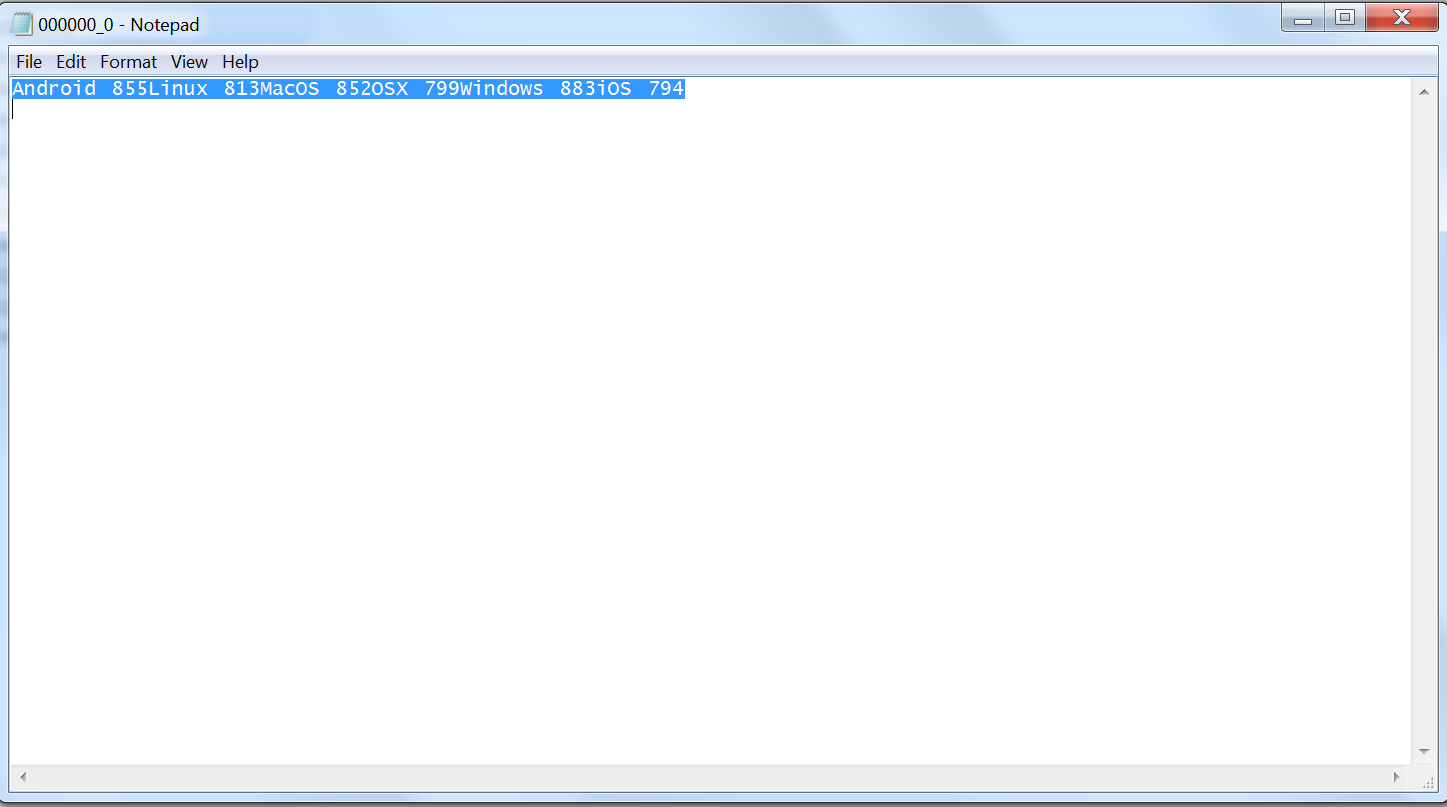 000000_0 - Notepad
File Edit Format View Help
Android 855Linux 813MacOS 852OSX 799Windows 883iOS 794